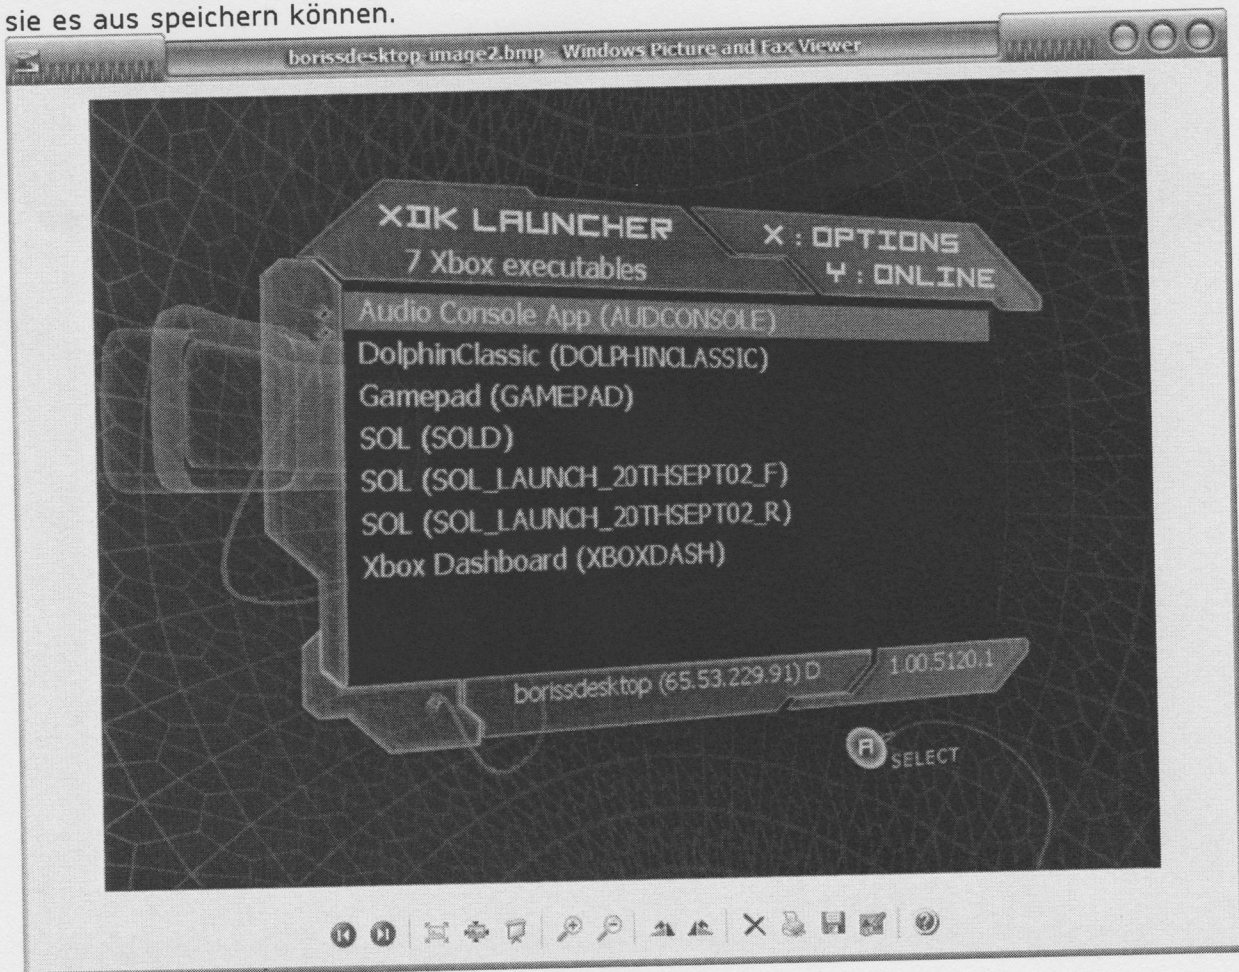 sie es aus speichern können.
borissdesktop-image2.bmp - Windows Picture and Fax Viewer
XDK LAUNCHER
7 Xbox executables
X : OPTIONS
Y : ONLINE
Audio Console App (AUDCONSOLE)
DolphinClassic (DOLPHINCLASSIC)
Gamepad (GAMEPAD)
SOL (SOLD)
SOL (SOL_LAUNCH_20THSEPT02_F)
SOL (SOL_LAUNCH_20THSEPT02_R)
Xbox Dashboard (XBOXDASH)
borissdesktop (65.53.229.91) D
1.00.5120.1
A SELECT